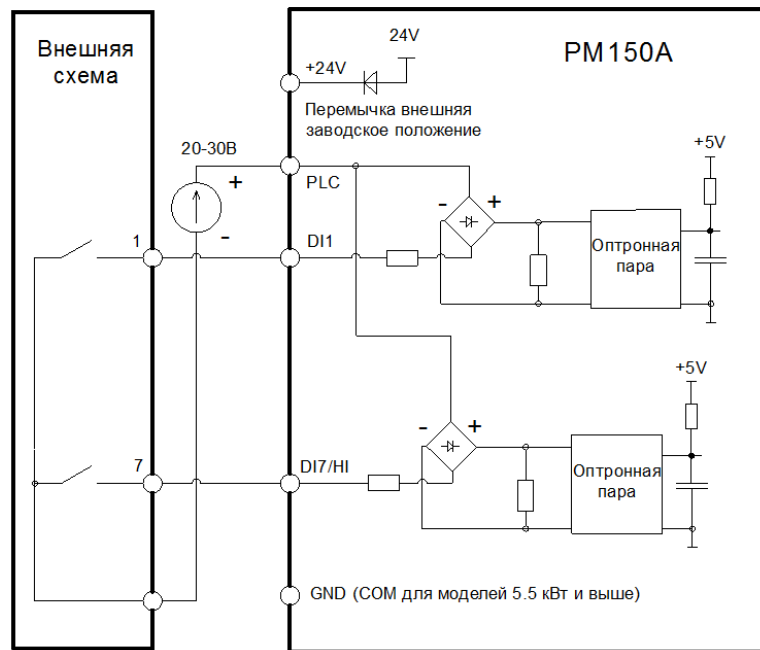 Внешняя
схема
24V
+24V
PM150A
Перемычка внешняя
заводское положение
20-30В
+
-
PLC
1
DI1
-
+
+5V
Оптронная
пара
7
DI7/HI
-
+
+5V
Оптронная
пара
GND (COM для моделей 5.5 кВт и выше)